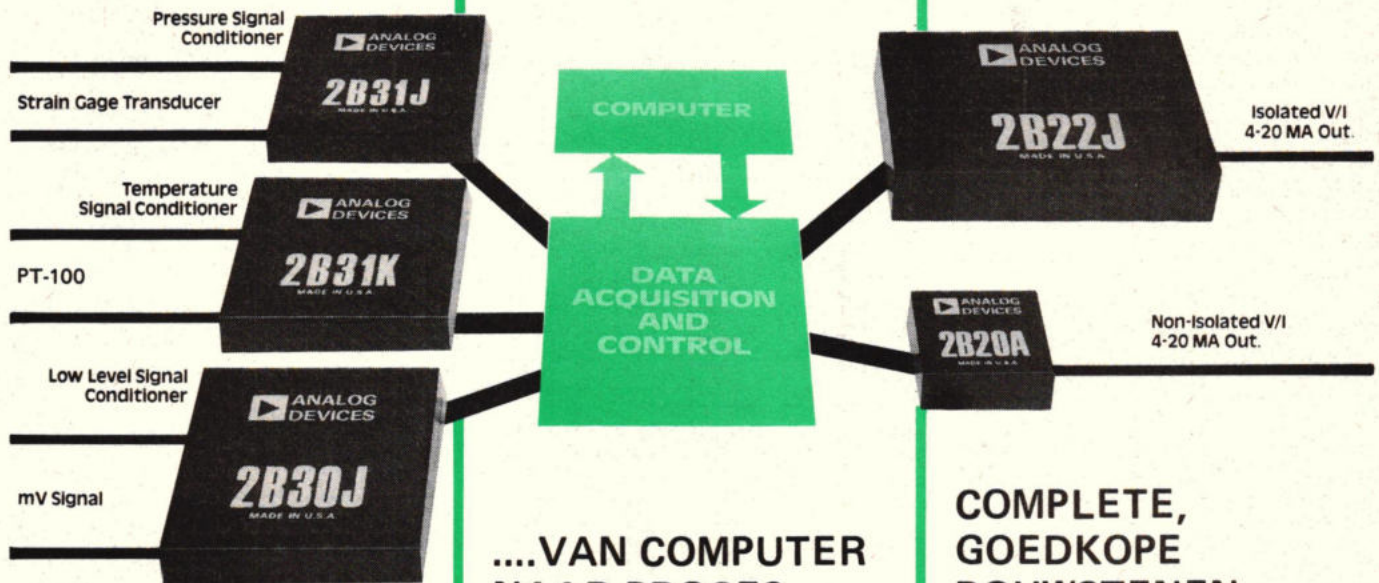 Pressure Signal
Conditioner
Strain Gage Transducer
ANALOG
DEVICES
2B31J
MADE IN U.S.A.
Temperature
Signal Conditioner
PT-100
ANALOG
DEVICES
2B31K
MADE IN U.S.A.
Low Level Signal
Conditioner
mV Signal
ANALOG
DEVICES
2B30J
MADE IN U.S.A.
COMPUTER
DATA
ACQUISITION
AND
CONTROL
ANALOG
DEVICES
2B22J
MADE IN U.S.A.
Isolated V/I
4-20 MA Out.
ANALOG
DEVICES
2B20A
MADE IN U.S.A.
Non-Isolated V/I
4-20 MA Out.
....VAN COMPUTER
NAAR PROCES
COMPLETE,
GOEDKOPE
BOUWSTENEN